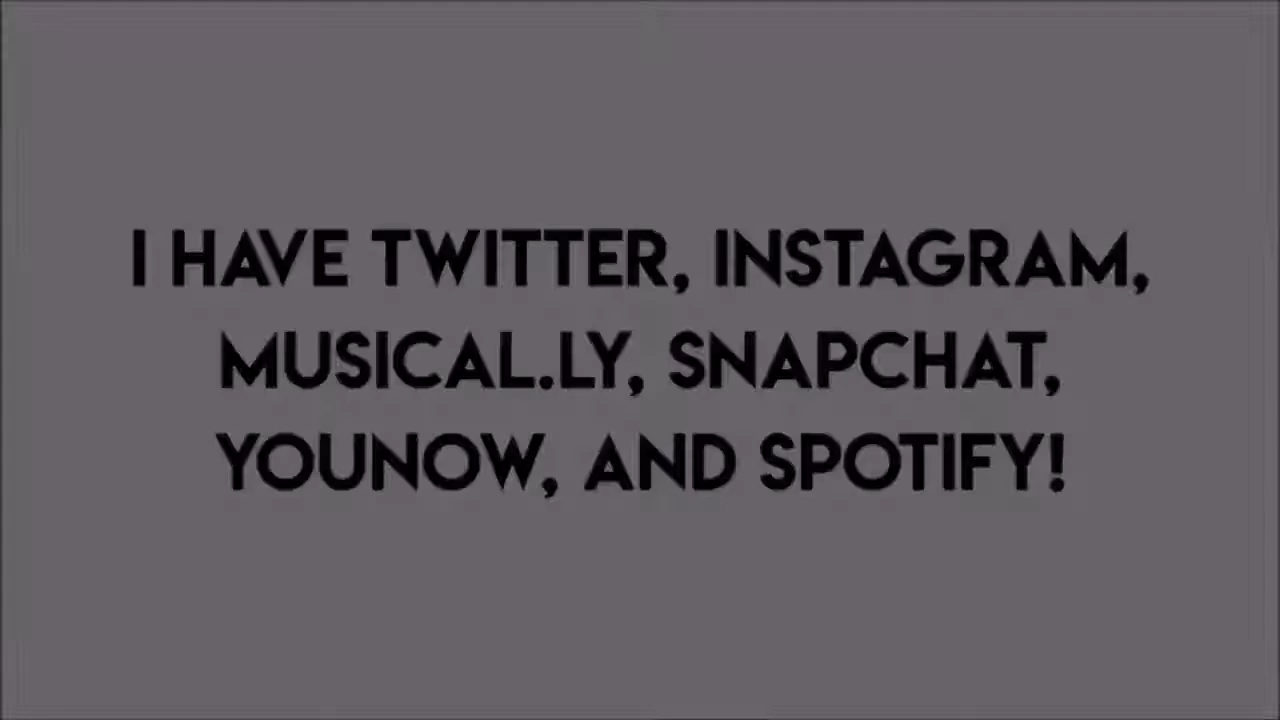 I HAVE TWITTER, INSTAGRAM,
MUSICAL.LY, SNAPCHAT,
YOUNOW, AND SPOTIFY!